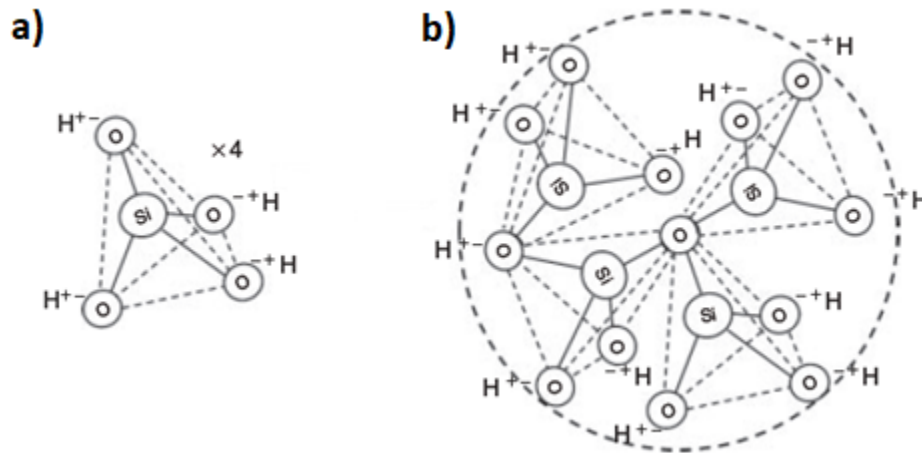 a)
H⁺⁻ O
×4
Si O ⁻⁺H
O ⁻⁺H
H⁺⁻ O
b)
H⁺⁻ O
O ⁻⁺H
H⁺⁻ O
H⁺⁻ O
O ⁻⁺H
Si
Si
O ⁻⁺H
H⁺⁻ O
O
Si
Si
O ⁻⁺H
O ⁻⁺H
H⁺⁻ O
O ⁻⁺H
H⁺⁻ O